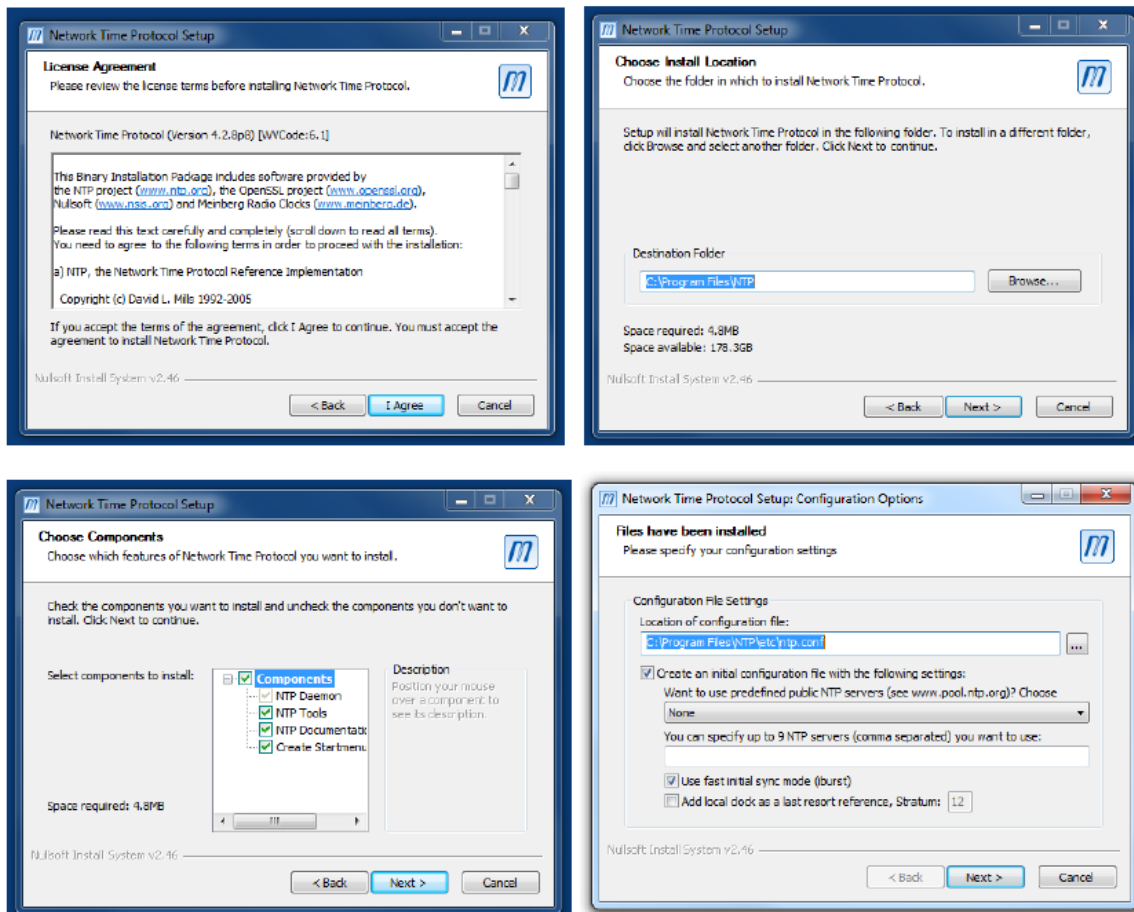 Network Time Protocol Setup
License Agreement
Please review the license terms before installing Network Time Protocol.
Network Time Protocol (Version 4.2.8p8) [WVCode:6.1]
This Binary Installation Package includes software provided by
the NTP project (www.ntp.org), the OpenSSL project (www.openssl.org),
Nullsoft (www.nsis.org) and Meinberg Radio Clocks (www.meinberg.de).
Please read this text carefully and completely (scroll down to read all terms).
You need to agree to the following terms in order to proceed with the installation:
a) NTP, the Network Time Protocol Reference Implementation
Copyright (c) David L. Mills 1992-2005
If you accept the terms of the agreement, click I Agree to continue. You must accept the
agreement to install Network Time Protocol.
Nullsoft Install System v2.46
< Back
I Agree
Cancel
Network Time Protocol Setup
Choose Install Location
Choose the folder in which to install Network Time Protocol.
Setup will install Network Time Protocol in the following folder. To install in a different folder,
click Browse and select another folder. Click Next to continue.
Destination Folder
C:\Program Files\NTP
Browse...
Space required: 4.8MB
Space available: 178.3GB
Nullsoft Install System v2.46
< Back
Next >
Cancel
Network Time Protocol Setup
Choose Components
Choose which features of Network Time Protocol you want to install.
Check the components you want to install and uncheck the components you don't want to
install. Click Next to continue.
Select components to install:
Components
NTP Daemon
NTP Tools
NTP Documentatic
Create Startmenu
Description
Position your mouse
over a component to
see its description.
Space required: 4.8MB
Nullsoft Install System v2.46
< Back
Next >
Cancel
Network Time Protocol Setup: Configuration Options
Files have been installed
Please specify your configuration settings
Configuration File Settings
Location of configuration file:
C:\Program Files\NTP\etc\ntp.conf
...
Create an initial configuration file with the following settings:
Want to use predefined public NTP servers (see www.pool.ntp.org)? Choose
None
You can specify up to 9 NTP servers (comma separated) you want to use:
Use fast initial sync mode (iburst)
Add local clock as a last resort reference, Stratum: 12
Nullsoft Install System v2.46
< Back
Next >
Cancel